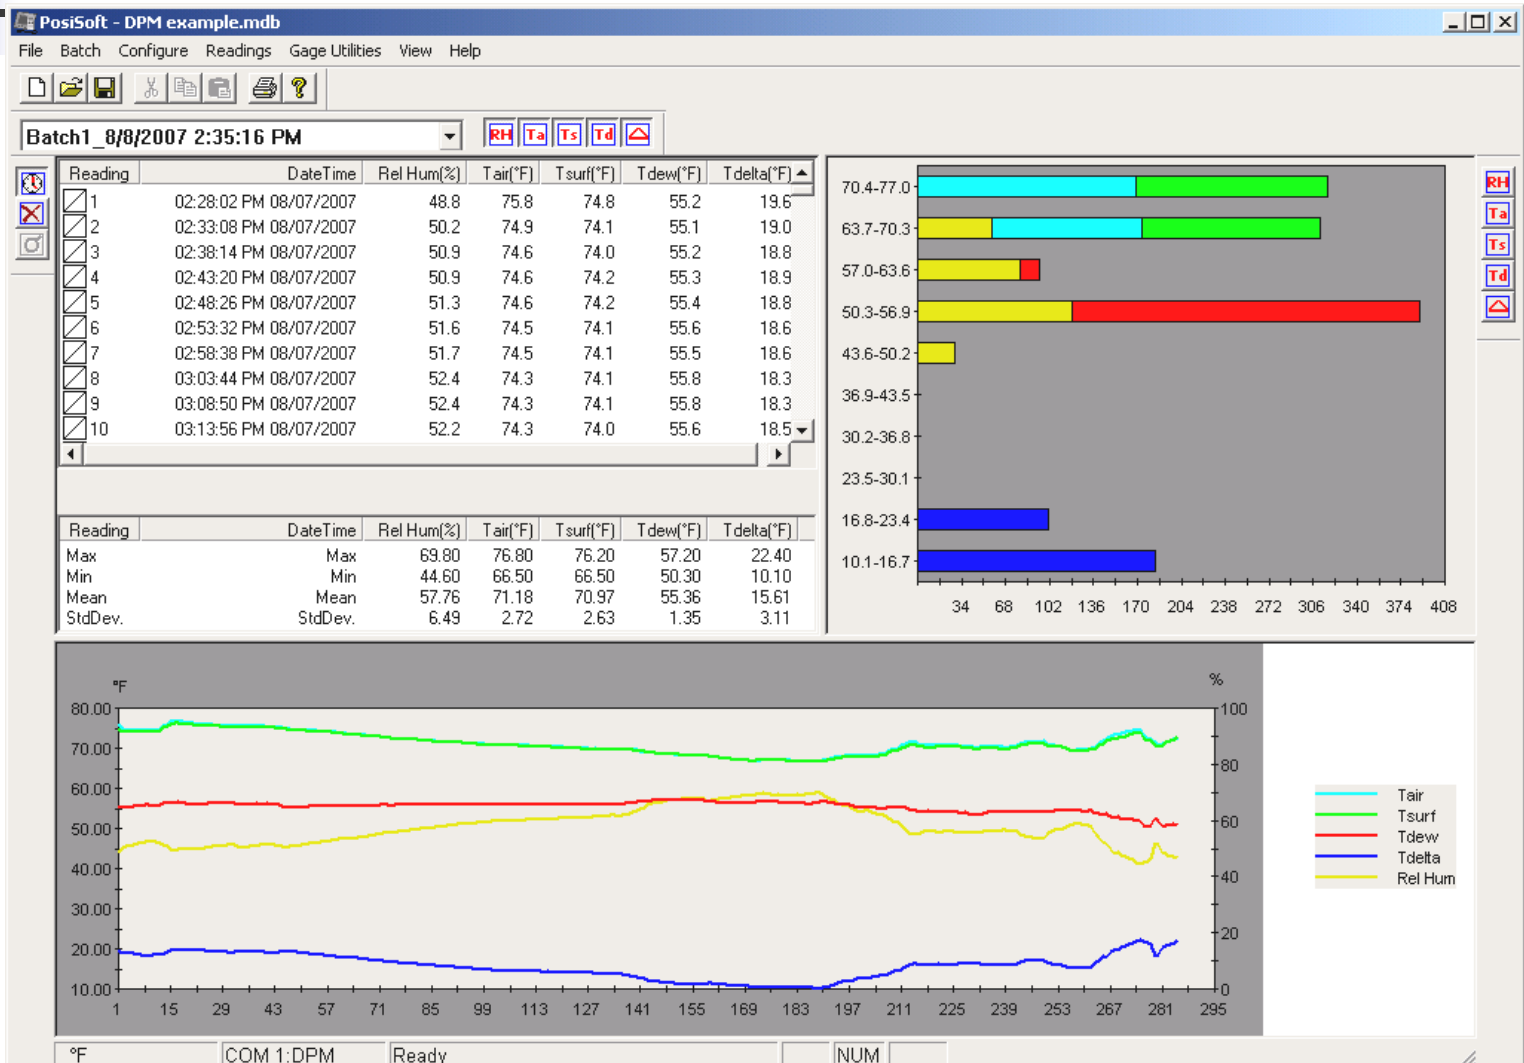 PosiSoft - DPM example.mdb
File Batch Configure Readings Gage Utilities View Help
Batch1_8/8/2007 2:35:16 PM RH Ta Ts Td
Reading DateTime Rel Hum(%) Tair(°F) Tsurf(°F) Tdew(°F) Tdelta(°F)
1 02:28:02 PM 08/07/2007 48.8 75.8 74.8 55.2 19.6
2 02:33:08 PM 08/07/2007 50.2 74.9 74.1 55.1 19.0
3 02:38:14 PM 08/07/2007 50.9 74.6 74.0 55.2 18.8
4 02:43:20 PM 08/07/2007 50.9 74.6 74.2 55.3 18.9
5 02:48:26 PM 08/07/2007 51.3 74.6 74.2 55.4 18.8
6 02:53:32 PM 08/07/2007 51.6 74.5 74.1 55.6 18.6
7 02:58:38 PM 08/07/2007 51.7 74.5 74.1 55.5 18.6
8 03:03:44 PM 08/07/2007 52.4 74.3 74.1 55.8 18.3
9 03:08:50 PM 08/07/2007 52.4 74.3 74.1 55.8 18.3
10 03:13:56 PM 08/07/2007 52.2 74.3 74.0 55.6 18.5
Reading DateTime Rel Hum(%) Tair(°F) Tsurf(°F) Tdew(°F) Tdelta(°F)
Max Max 69.80 76.80 76.20 57.20 22.40
Min Min 44.60 66.50 66.50 50.30 10.10
Mean Mean 57.76 71.18 70.97 55.36 15.61
StdDev. StdDev. 6.49 2.72 2.63 1.35 3.11
70.4-77.0
63.7-70.3
57.0-63.6
50.3-56.9
43.6-50.2
36.9-43.5
30.2-36.8
23.5-30.1
16.8-23.4
10.1-16.7
34 68 102 136 170 204 238 272 306 340 374 408
RH
Ta
Ts
Td
°F %
80.00 100
70.00
80
60.00
50.00 60
40.00 40
30.00
20.00 20
10.00 0
1 15 29 43 57 71 85 99 113 127 141 155 169 183 197 211 225 239 253 267 281 295
Tair
Tsurf
Tdew
Tdelta
Rel Hum
°F COM 1:DPM Ready NUM